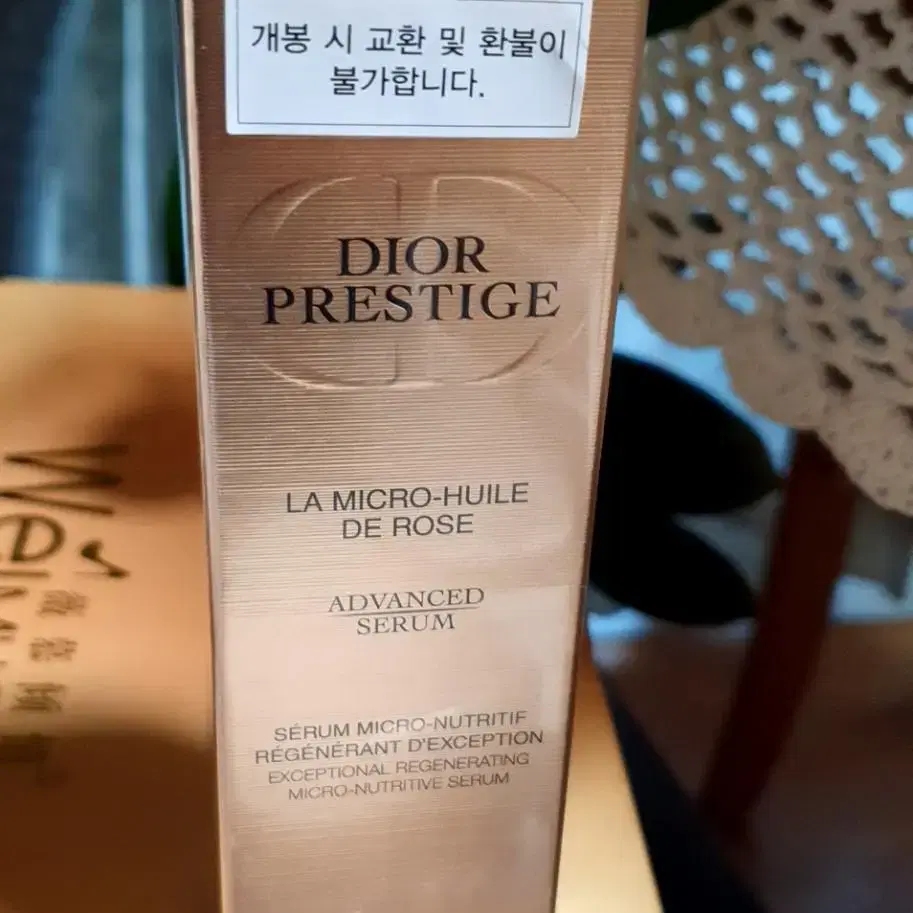 개봉 시 교환 및 환불이
불가합니다.
DIOR
PRESTIGE
LA MICRO-HUILE
DE ROSE
ADVANCED
SERUM
SÉRUM MICRO-NUTRITIF
RÉGÉNÉRANT D'EXCEPTION
EXCEPTIONAL REGENERATING
MICRO-NUTRITIVE SERUM